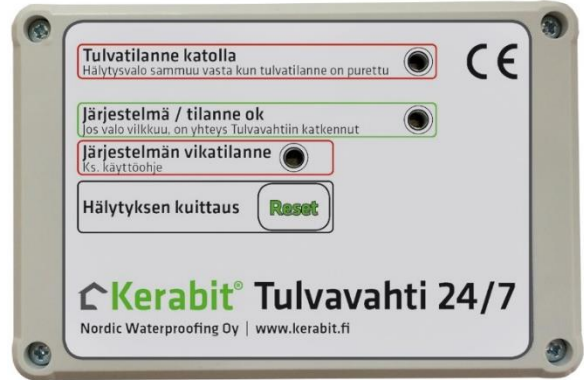 Tulvatilanne katolla
Hälytysvalo sammuu vasta kun tulvatilanne on purettu
CE
Järjestelmä / tilanne ok
Jos valo vilkkuu, on yhteys Tulvavahtiin katkennut
Järjestelmän vikatilanne
Ks. käyttöohje
Hälytyksen kuittaus Reset
Kerabit® Tulvavahti 24/7
Nordic Waterproofing Oy | www.kerabit.fi